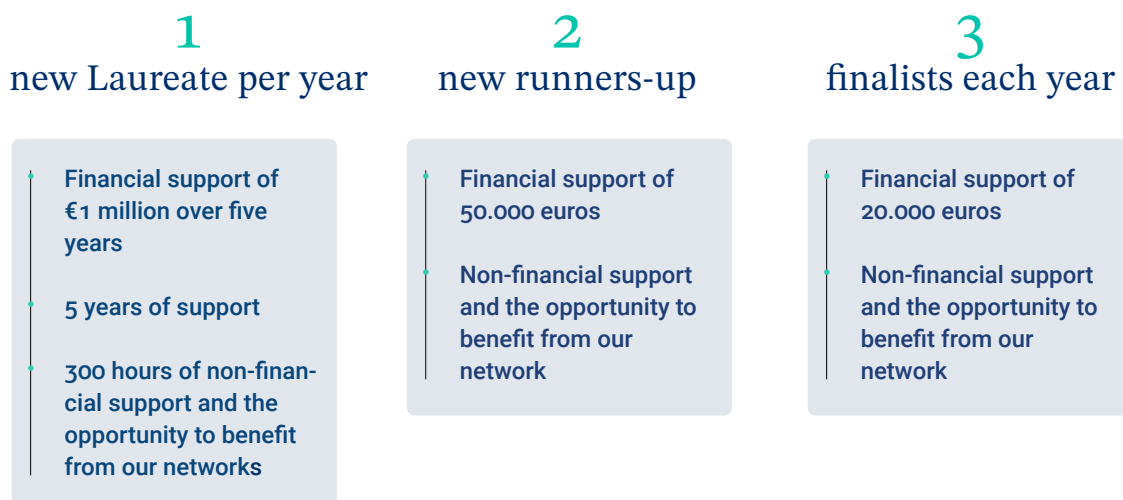 1
new Laureate per year
Financial support of
€1 million over five
years
5 years of support
300 hours of non-finan-
cial support and the
opportunity to benefit
from our networks
2
new runners-up
Financial support of
50.000 euros
Non-financial support
and the opportunity to
benefit from our
network
3
finalists each year
Financial support of
20.000 euros
Non-financial support
and the opportunity to
benefit from our
network